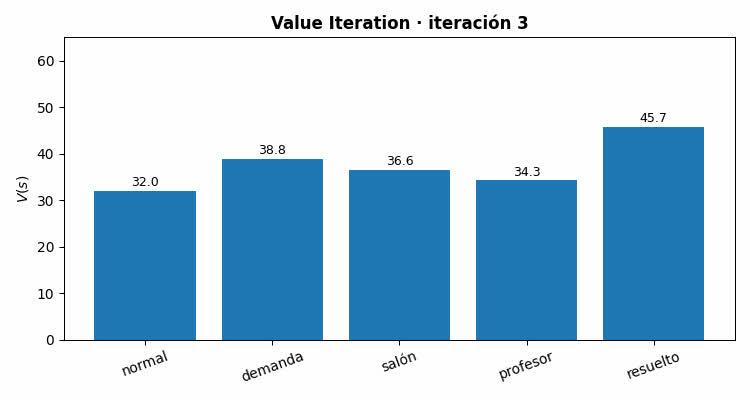 Value Iteration · iteración 3
V(s)
60
50
40
30
20
10
0
32.0
38.8
36.6
34.3
45.7
normal
demanda
salón
profesor
resuelto